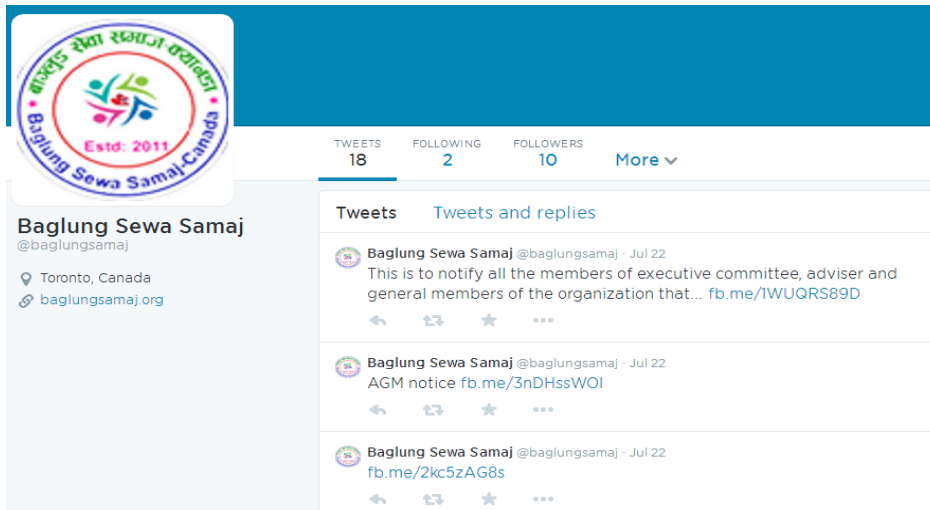 बाग्लुङ सेवा समाज-क्यानडा
Estd: 2011
Baglung Sewa Samaj-Canada
TWEETS FOLLOWING FOLLOWERS
18 2 10 More
Baglung Sewa Samaj
@baglungsamaj
Toronto, Canada
baglungsamaj.org
Tweets Tweets and replies
Baglung Sewa Samaj @baglungsamaj · Jul 22
This is to notify all the members of executive committee, adviser and
general members of the organization that... fb.me/1WUQRS89D
Baglung Sewa Samaj @baglungsamaj · Jul 22
AGM notice fb.me/3nDHssWOI
Baglung Sewa Samaj @baglungsamaj · Jul 22
fb.me/2kc5zAG8s